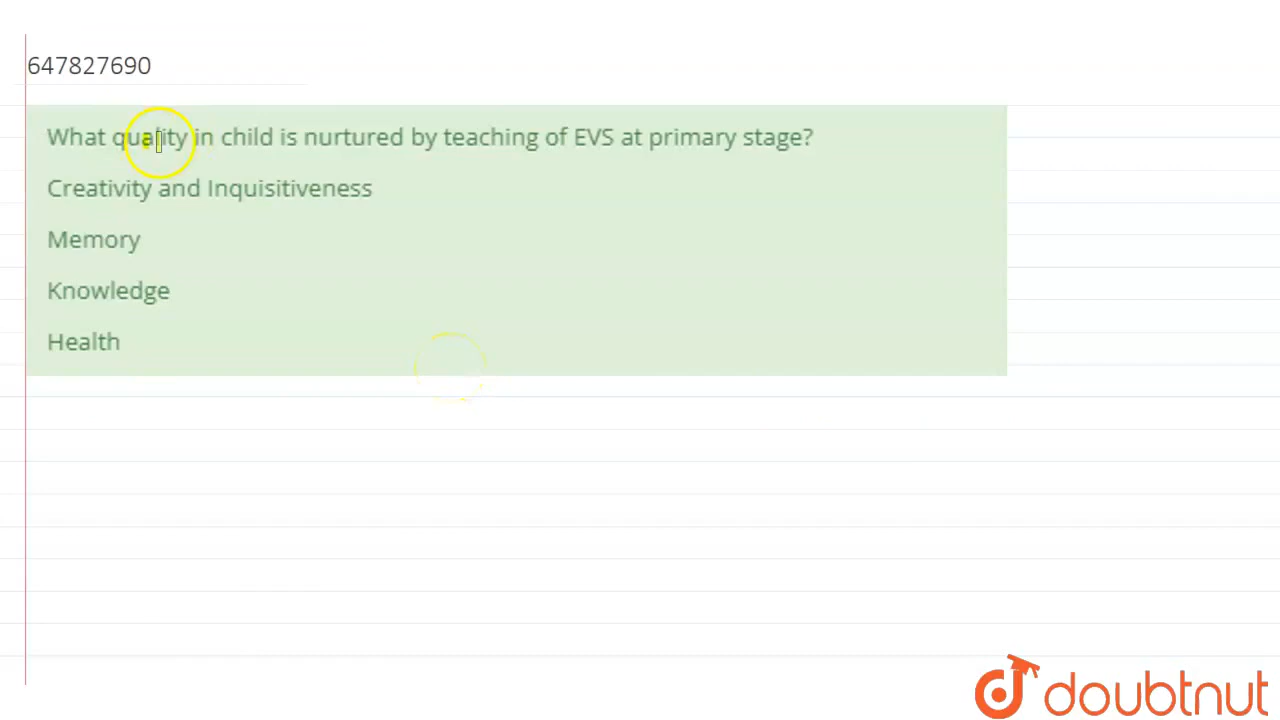 647827690
What quality in child is nurtured by teaching of EVS at primary stage?
Creativity and Inquisitiveness
Memory
Knowledge
Health
doubtnut